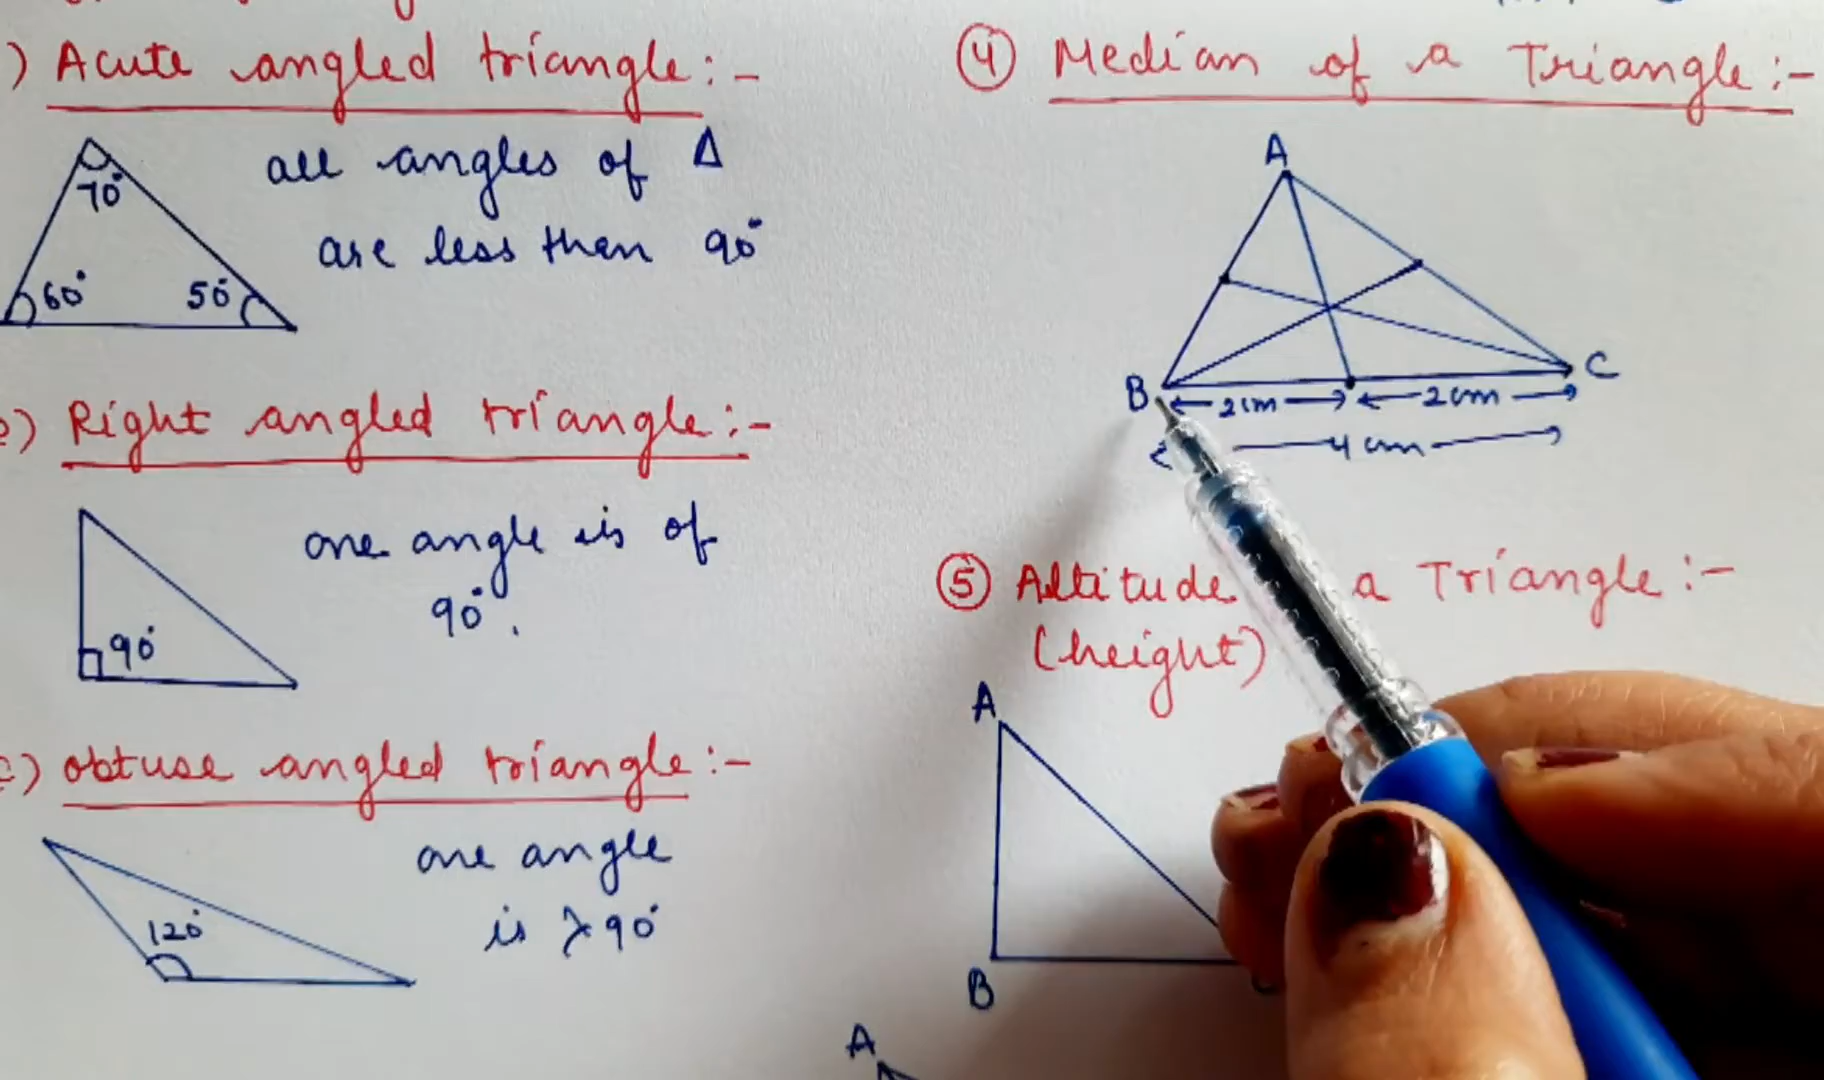 ) Acute angled triangle:-
70°
60°
50°
all angles of Δ
are less then 90°
) Right angled triangle:-
90°
one angle is of
90°.
) obtuse angled triangle:-
120°
one angle
is > 90°
④ Median of a Triangle:-
A
B
C
2cm
2cm
4 cm
⑤ Altitude a Triangle:-
(height)
A
B
A